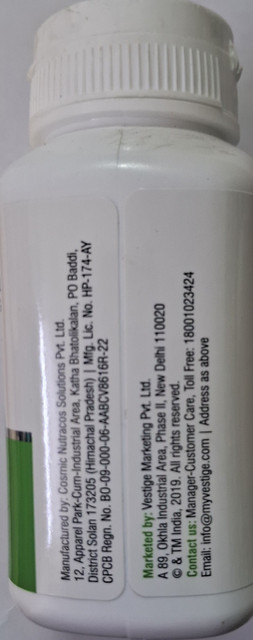 Manufactured by: Cosmic Nutracos Solutions Pvt. Ltd.
12, Apparel Park-Cum-Industrial Area, Katha Bhatolikalan, PO Baddi,
District Solan 173205 (Himachal Pradesh) | Mfg. Lic. No. HP-174-AY
CPCB Regn. No. BO-09-000-06-AABCV8616R-22
Marketed by: Vestige Marketing Pvt. Ltd.
A 89, Okhla Industrial Area, Phase II, New Delhi 110020
© & TM India, 2019. All rights reserved.
Contact us: Manager-Customer Care, Toll Free: 18001023424
Email: info@myvestige.com | Address as above